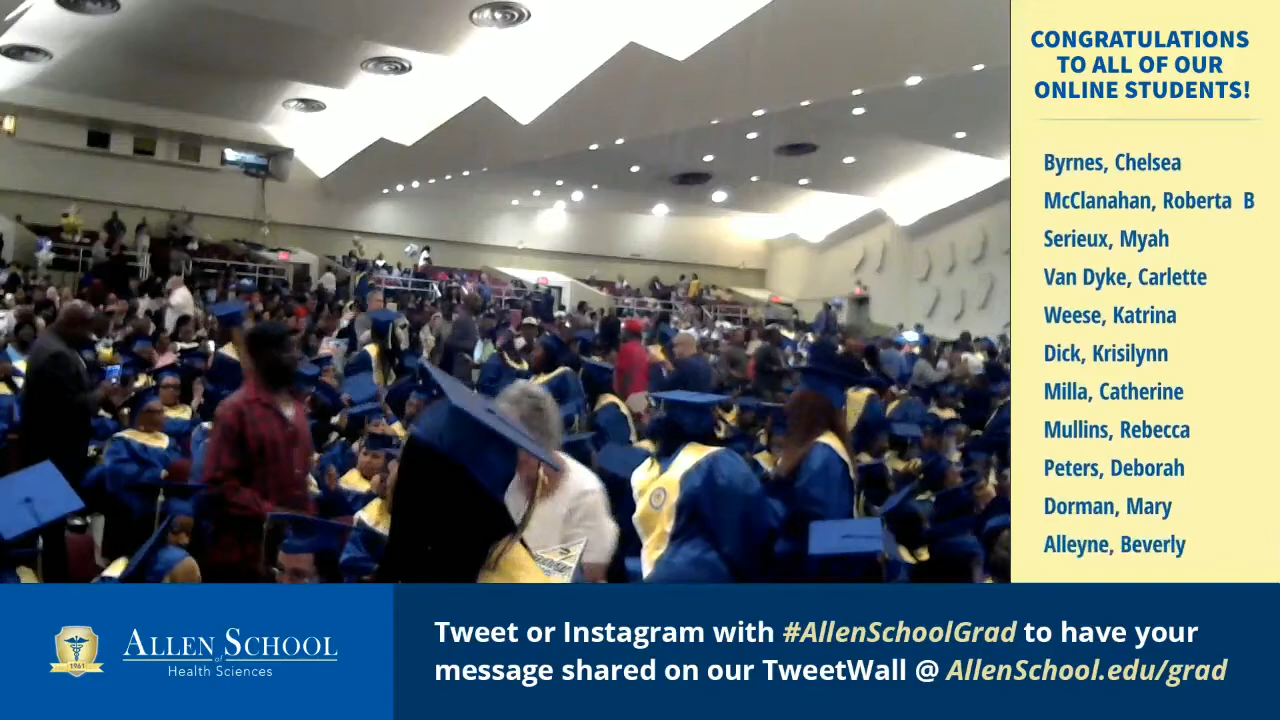 CONGRATULATIONS
TO ALL OF OUR
ONLINE STUDENTS!
Byrnes, Chelsea
McClanahan, Roberta B
Serieux, Myah
Van Dyke, Carlette
Weese, Katrina
Dick, Krisilynn
Milla, Catherine
Mullins, Rebecca
Peters, Deborah
Dorman, Mary
Alleyne, Beverly
1961
ALLEN SCHOOL
of
Health Sciences
Tweet or Instagram with #AllenSchoolGrad to have your
message shared on our TweetWall @ AllenSchool.edu/grad